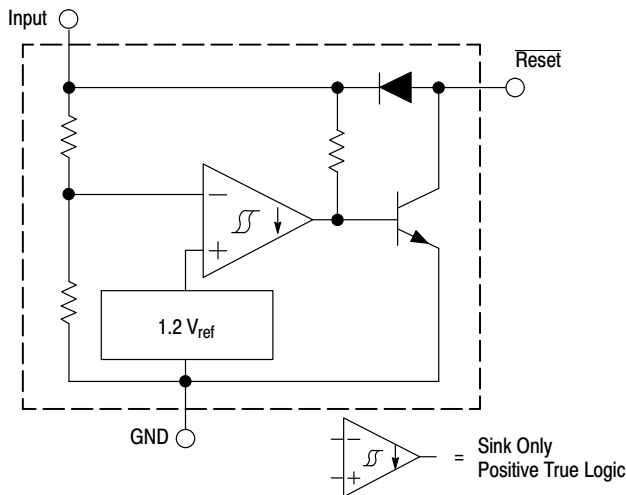 Input
Reset
−
+
1.2 Vref
GND
−
+
= Sink Only
Positive True Logic